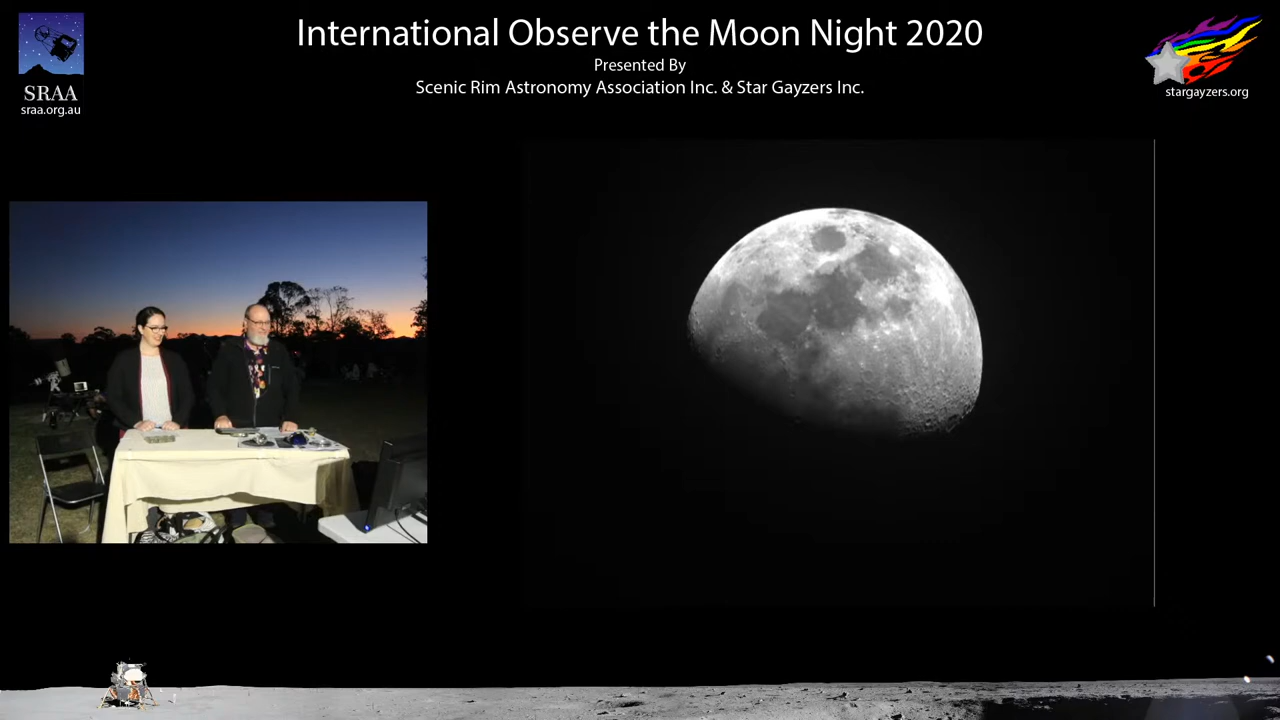 International Observe the Moon Night 2020
Presented By
Scenic Rim Astronomy Association Inc. & Star Gayzers Inc.
SRAA
sraa.org.au
stargayzers.org